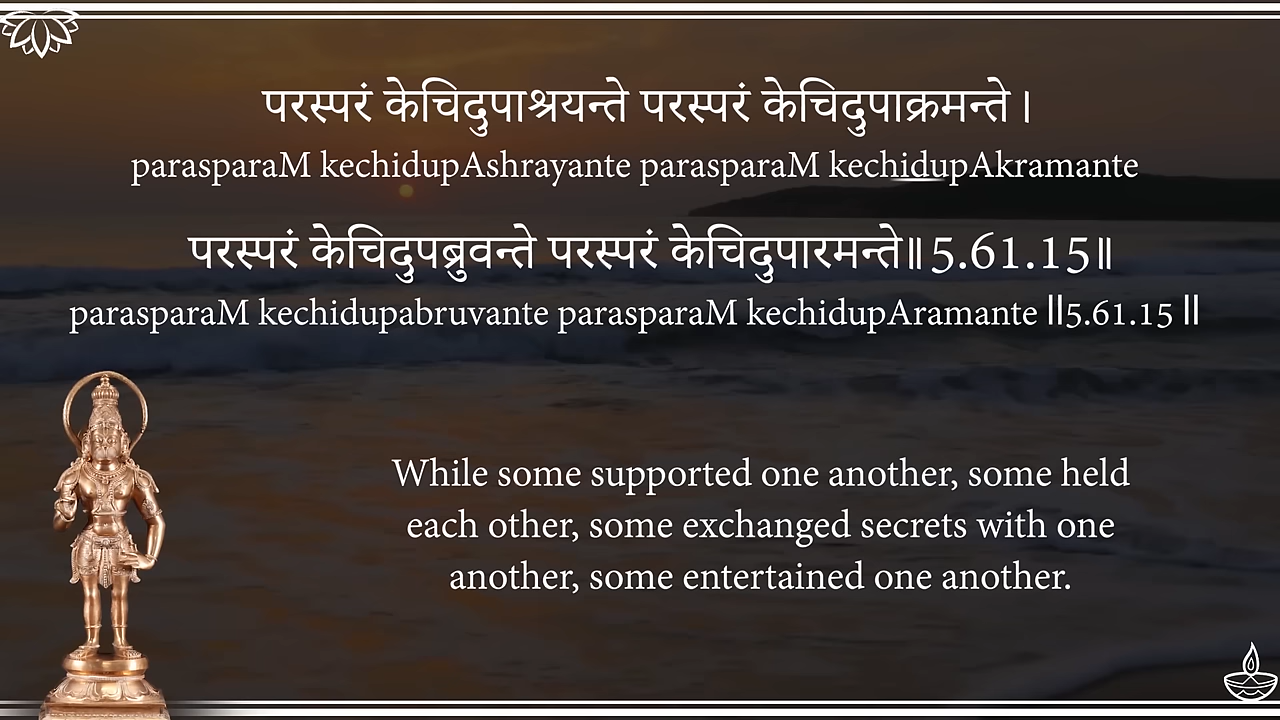 परस्परं केचिदुपाश्रयन्ते परस्परं केचिदुपाक्रमन्ते।
parasparaM kechidupAshrayante parasparaM kechidupAkramante
परस्परं केचिदुपब्रुवन्ते परस्परं केचिदुपारमन्ते॥5.61.15॥
parasparaM kechidupabruvante parasparaM kechidupAramante ||5.61.15 ||
While some supported one another, some held
each other, some exchanged secrets with one
another, some entertained one another.